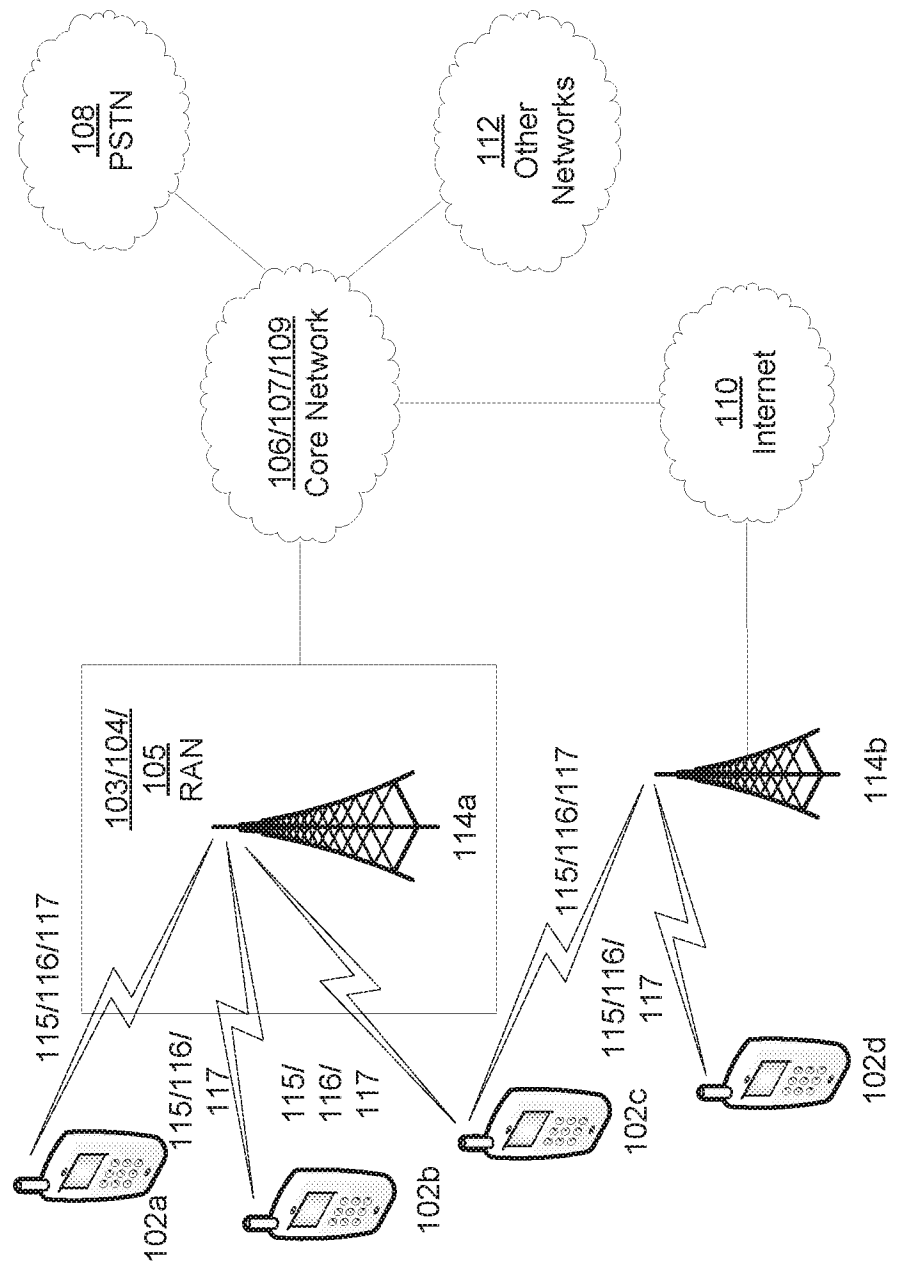 115/116/117
103/104/
105
RAN
108
PSTN
102a
115/116/
117
114a
106/107/109
Core Network
112
Other
Networks
102b
115/
116/
117
102c
115/116/117
115/116/
117
102d
114b
110
Internet